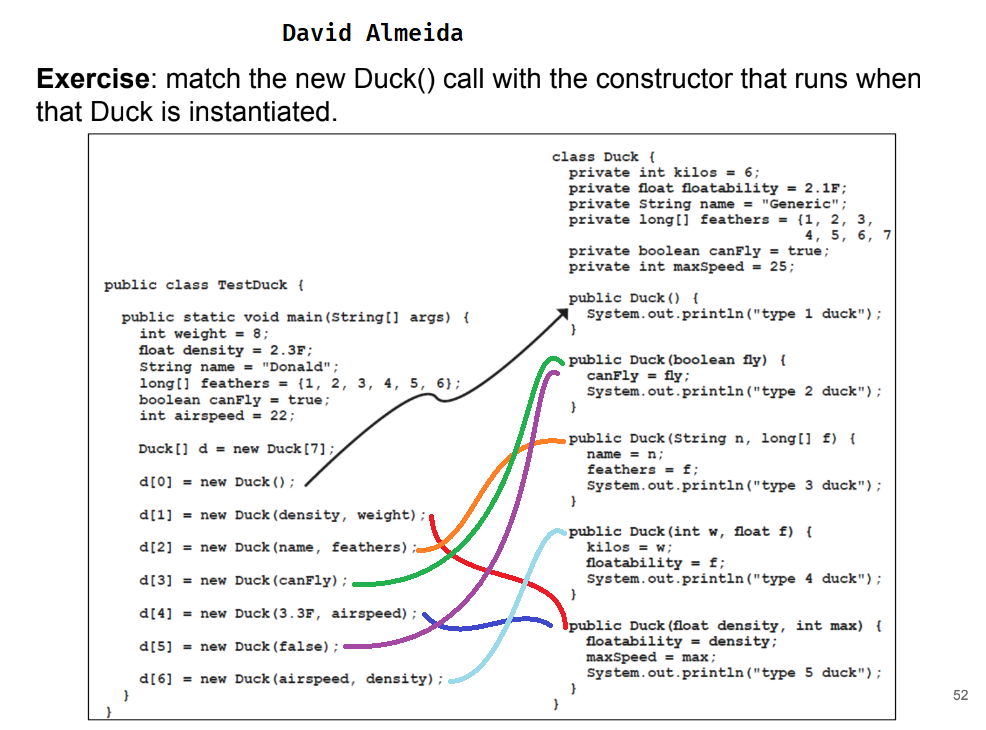 David Almeida
Exercise: match the new Duck() call with the constructor that runs when
that Duck is instantiated.
public class TestDuck {
public static void main(String[] args) {
int weight = 8;
float density = 2.3F;
String name = "Donald";
long[] feathers = {1, 2, 3, 4, 5, 6};
boolean canFly = true;
int airspeed = 22;
Duck[] d = new Duck[7];
d[0] = new Duck();
d[1] = new Duck(density, weight);
d[2] = new Duck(name, feathers);
d[3] = new Duck(canFly);
d[4] = new Duck(3.3F, airspeed);
d[5] = new Duck(false);
d[6] = new Duck(airspeed, density);
}
}
class Duck {
private int kilos = 6;
private float floatability = 2.1F;
private String name = "Generic";
private long[] feathers = {1, 2, 3,
4, 5, 6, 7
private boolean canFly = true;
private int maxSpeed = 25;
public Duck() {
System.out.println("type 1 duck");
}
public Duck(boolean fly) {
canFly = fly;
System.out.println("type 2 duck");
}
public Duck(String n, long[] f) {
name = n;
feathers = f;
System.out.println("type 3 duck");
}
public Duck(int w, float f) {
kilos = w;
floatability = f;
System.out.println("type 4 duck");
}
public Duck(float density, int max) {
floatability = density;
maxSpeed = max;
System.out.println("type 5 duck");
}
}
52